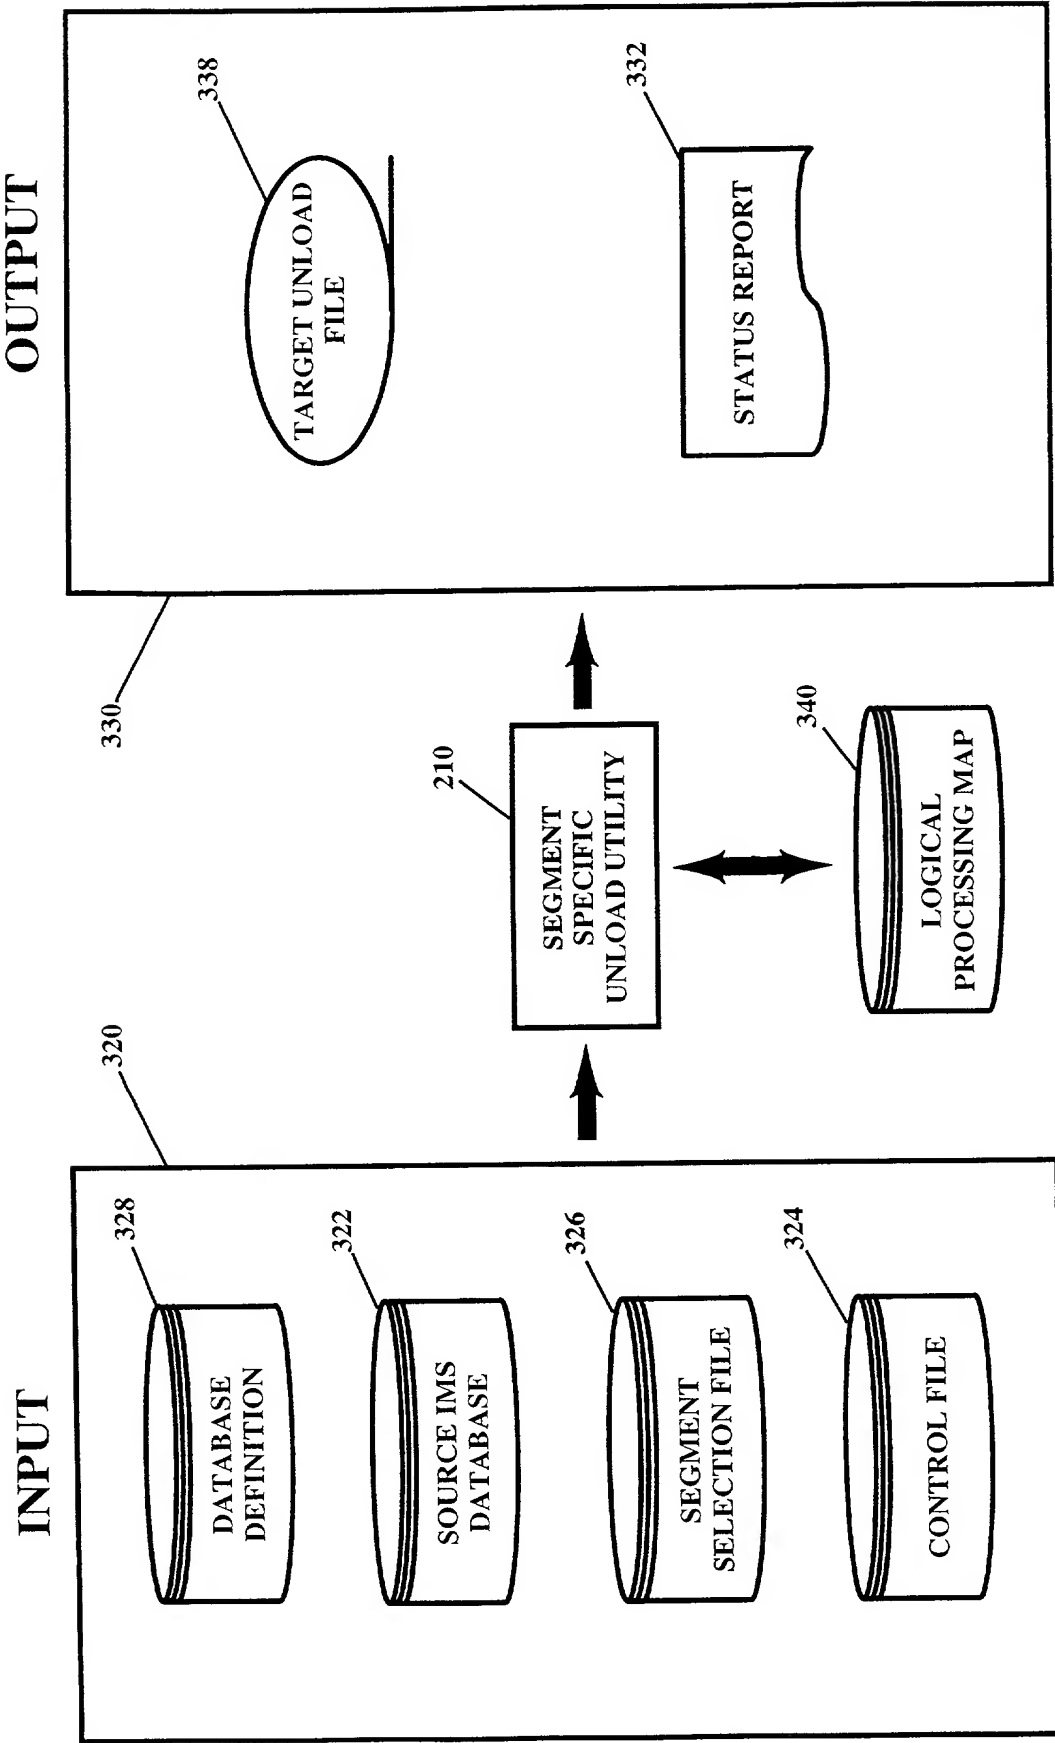 INPUT
320
328
DATABASE
DEFINITION
322
SOURCE IMS
DATABASE
326
SEGMENT
SELECTION FILE
324
CONTROL FILE
210
SEGMENT
SPECIFIC
UNLOAD UTILITY
340
LOGICAL
PROCESSING MAP
OUTPUT
330
338
TARGET UNLOAD
FILE
332
STATUS REPORT